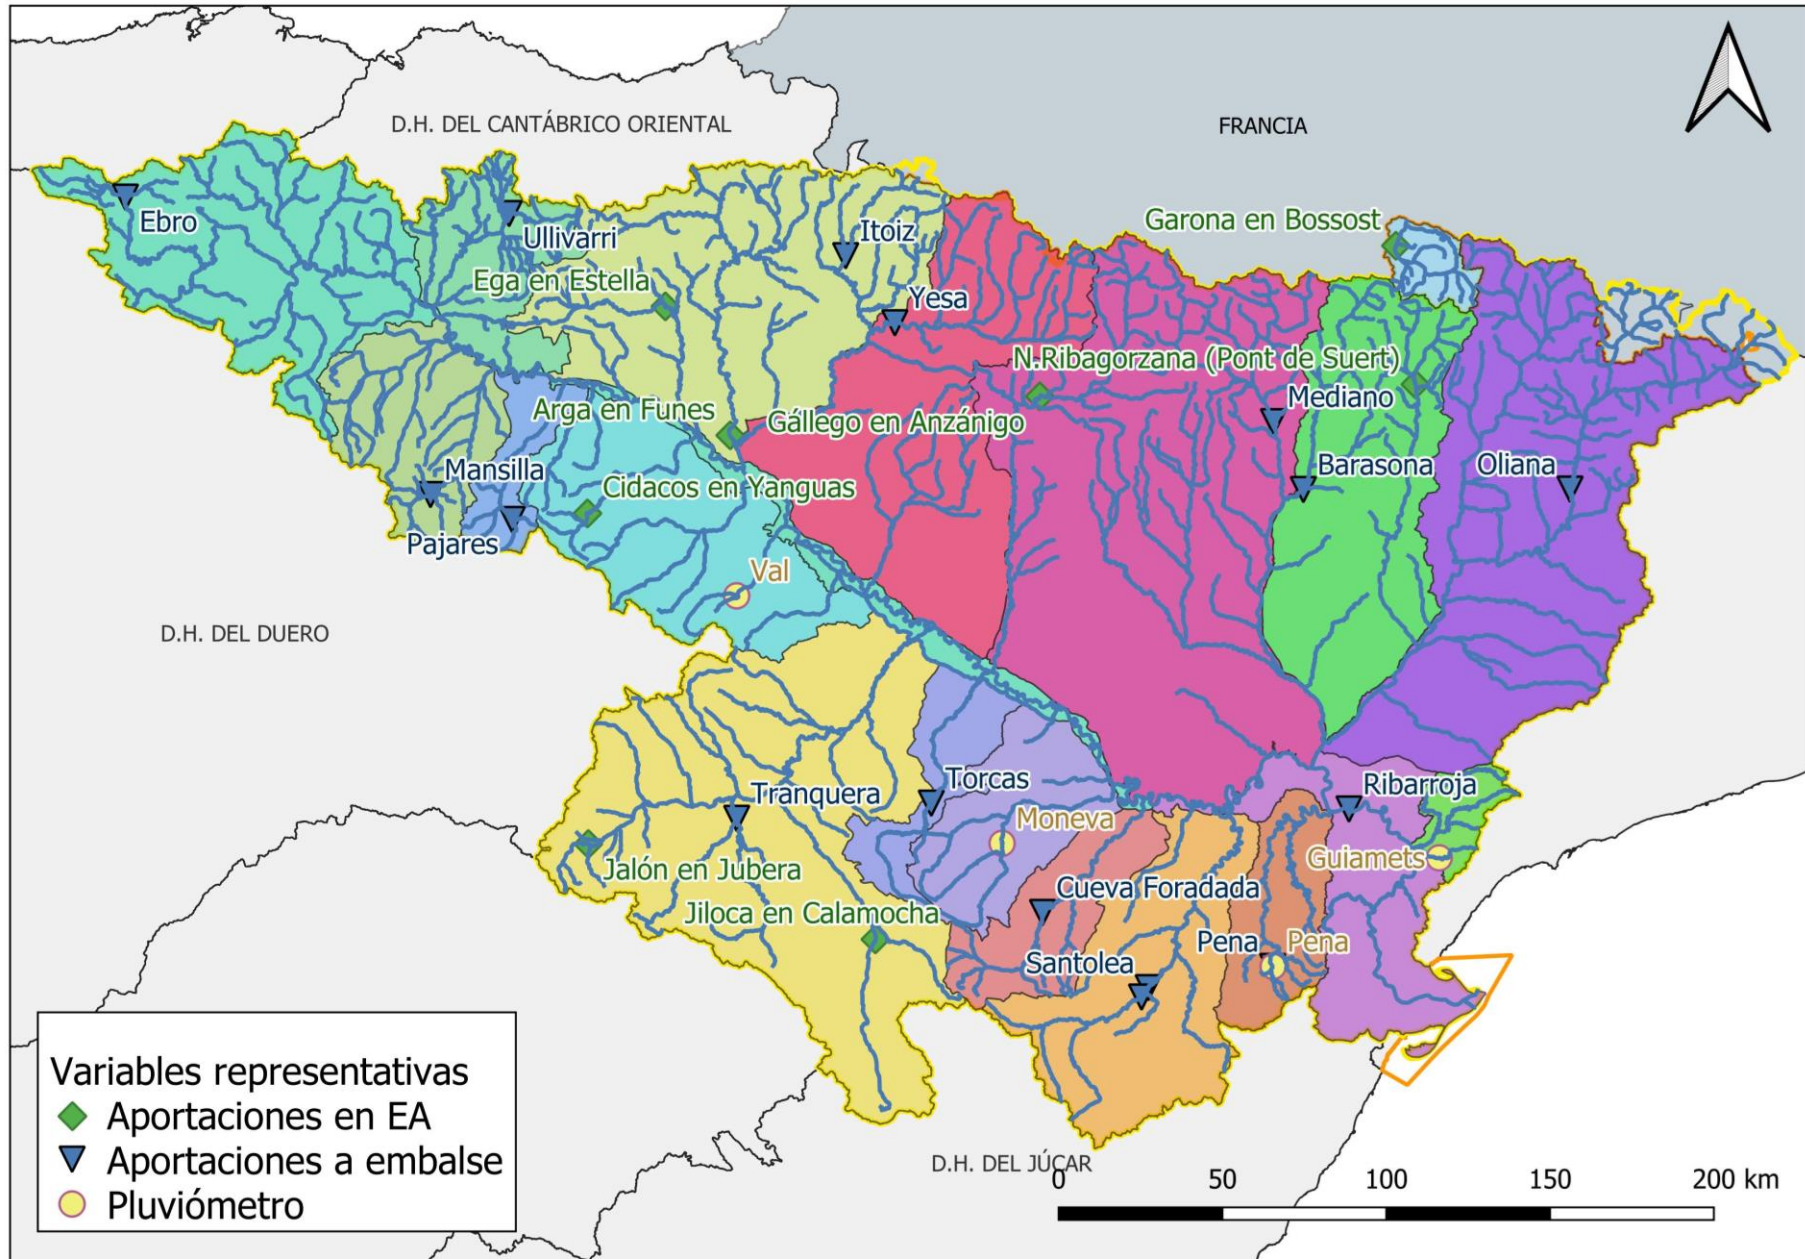 D.H. DEL CANTÁBRICO ORIENTAL
FRANCIA
Ebro
Ullivarri
Itoiz
Garona en Bossost
Ega en Estella
Yesa
N.Ribagorzana (Pont de Suert)
Mediano
Arga en Funes
Gállego en Anzánigo
Mansilla
Cidacos en Yanguas
Barasona
Oliana
Pajares
Val
D.H. DEL DUERO
Tranquera
Torcas
Ribarroja
Moneva
Guiamets
Jalón en Jubera
Cueva Foradada
Jiloca en Calamocha
Pena
Pena
Santolea
Variables representativas
Aportaciones en EA
Aportaciones a embalse
Pluviómetro
D.H. DEL JÚCAR
0 50 100 150 200 km